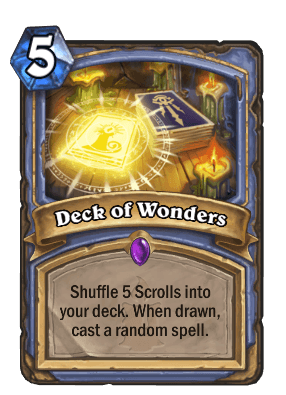 5
Deck of Wonders
Shuffle 5 Scrolls into
your deck. When drawn,
cast a random spell.